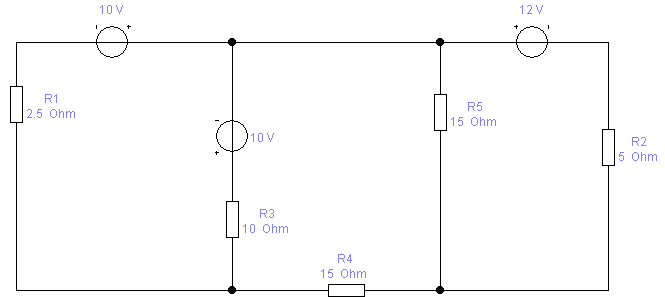 10 V
12 V
- +
+ -
R1
2.5 Ohm
R5
15 Ohm
-
10 V
+
R2
5 Ohm
R3
10 Ohm
R4
15 Ohm